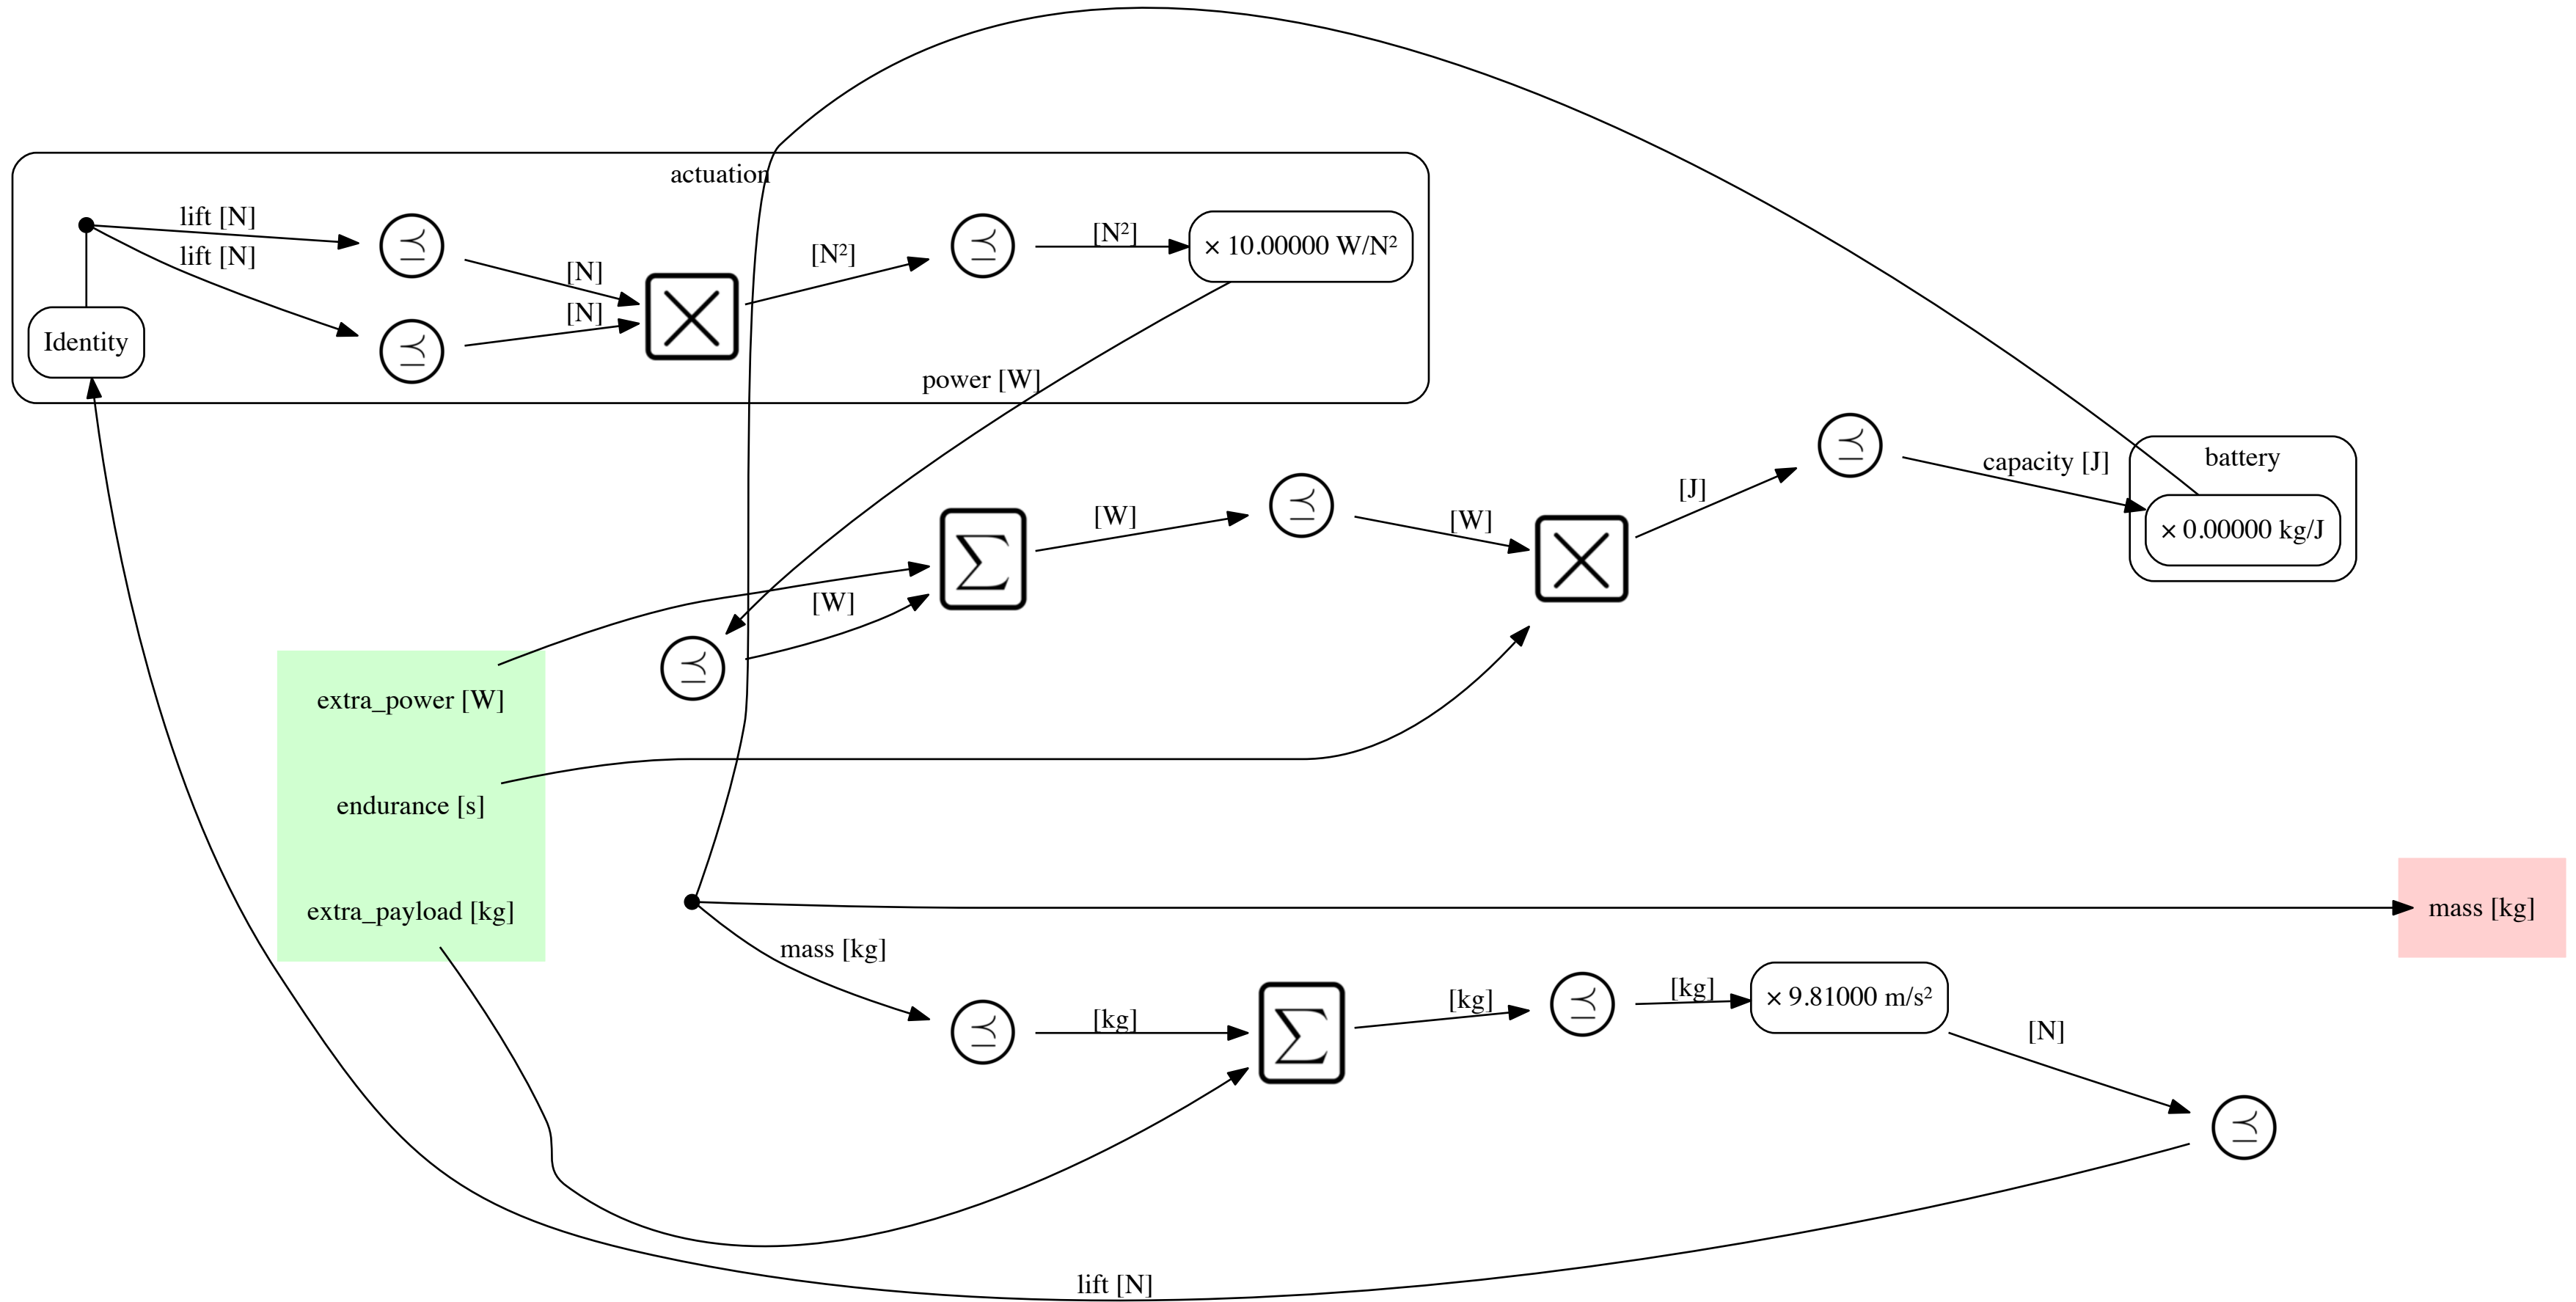 actuation
lift [N]
lift [N]
⪯
⪯
[N]
[N]
[N²]
⪯
[N²]
× 10.00000 W/N²
Identity
power [W]
battery
⪯
capacity [J]
× 0.00000 kg/J
[J]
⪯
[W]
[W]
∑
[W]
⪯
extra_power [W]
endurance [s]
extra_payload [kg]
mass [kg]
mass [kg]
⪯
[kg]
∑
[kg]
⪯
[kg]
× 9.81000 m/s²
[N]
⪯
lift [N]